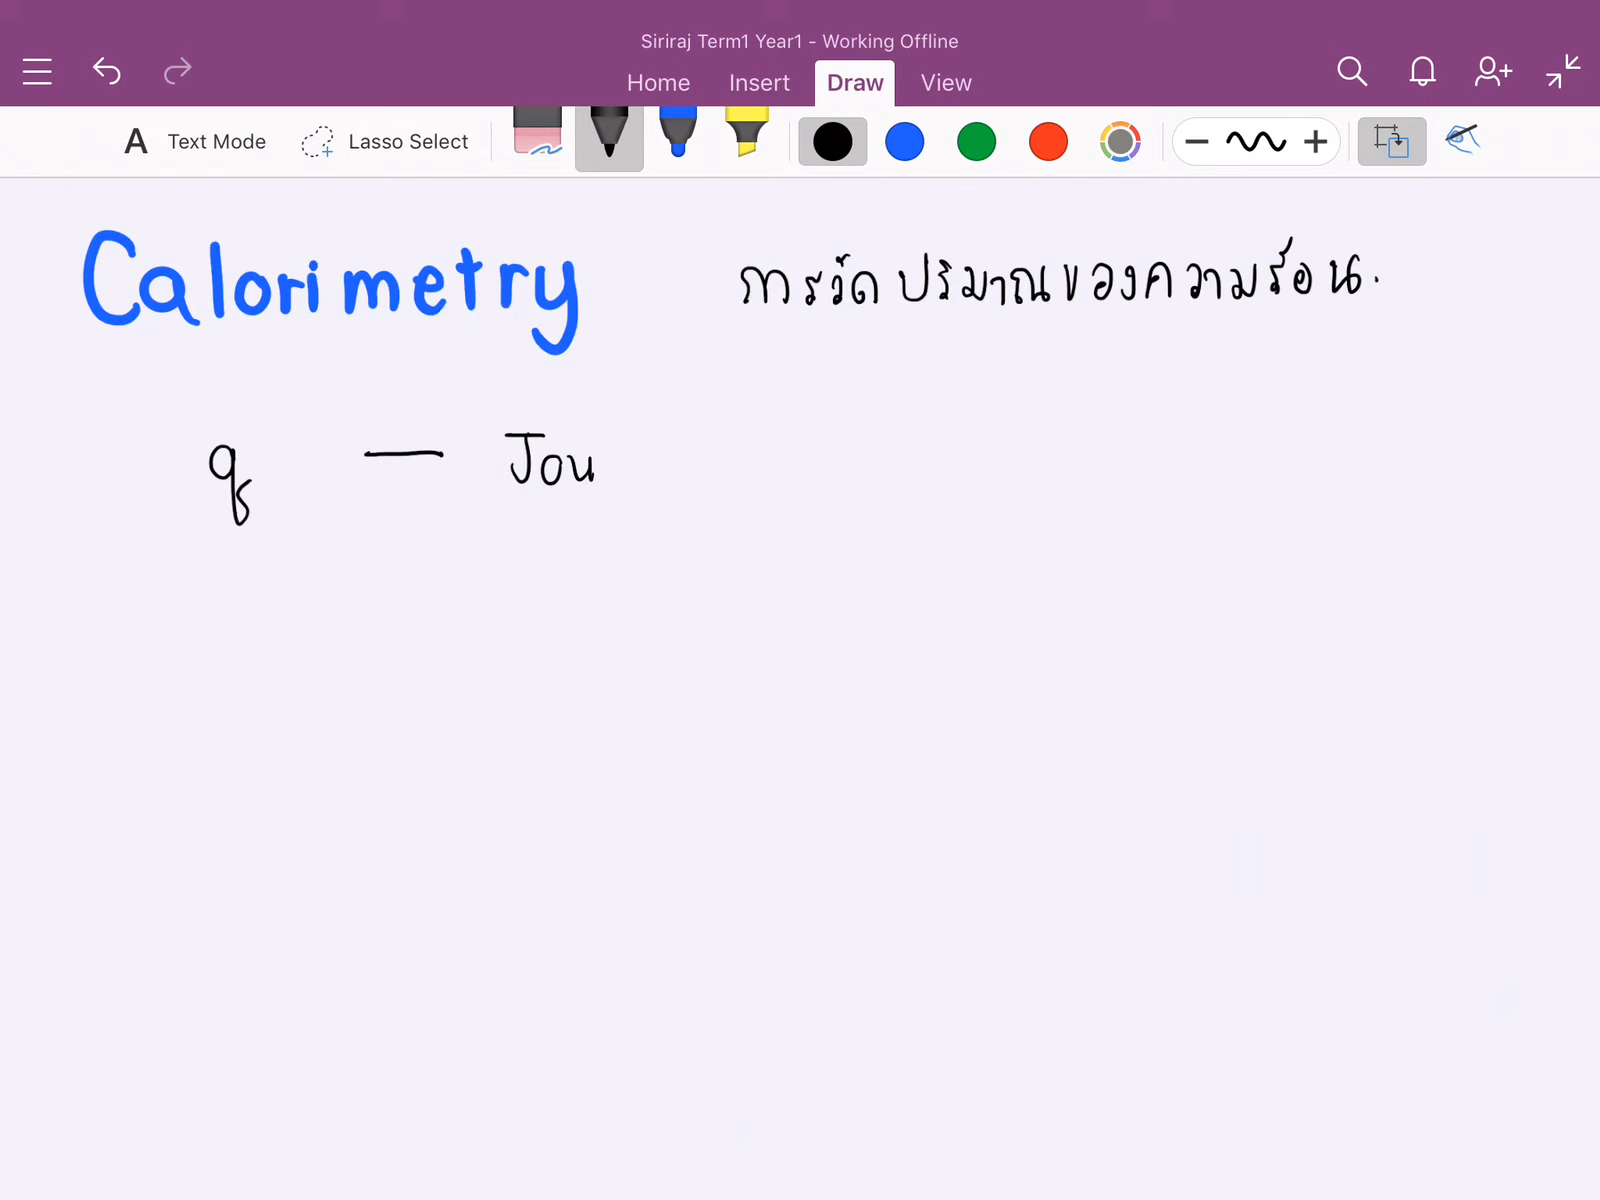 Siriraj Term1 Year1 - Working Offline
Home Insert Draw View
A Text Mode Lasso Select
Calorimetry การวัดปริมาณของความร้อน.
q — Jou